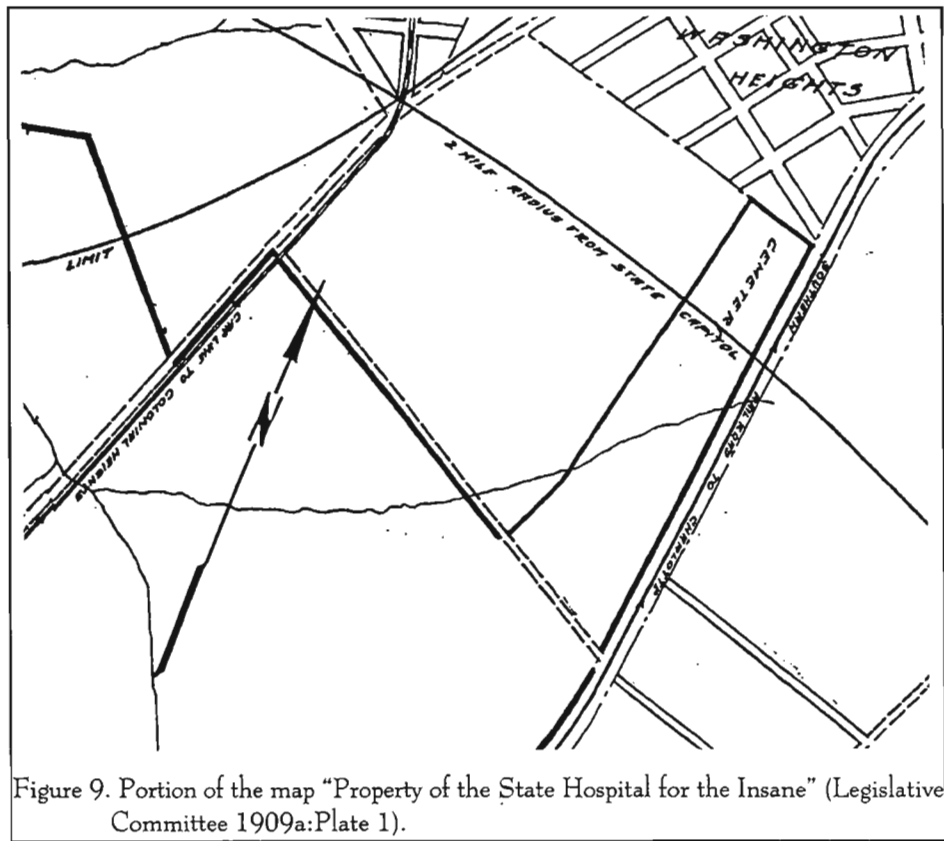 WASHINGTON
HEIGHTS
2 MILE RADIUS FROM STATE CAPITOL
LIMIT
CEMETERY
SOUTHERN RAILROAD TO CHARLOTTE
CAR LINE TO COLONIAL HEIGHTS
N
Figure 9. Portion of the map “Property of the State Hospital for the Insane” (Legislative
Committee 1909a:Plate 1).